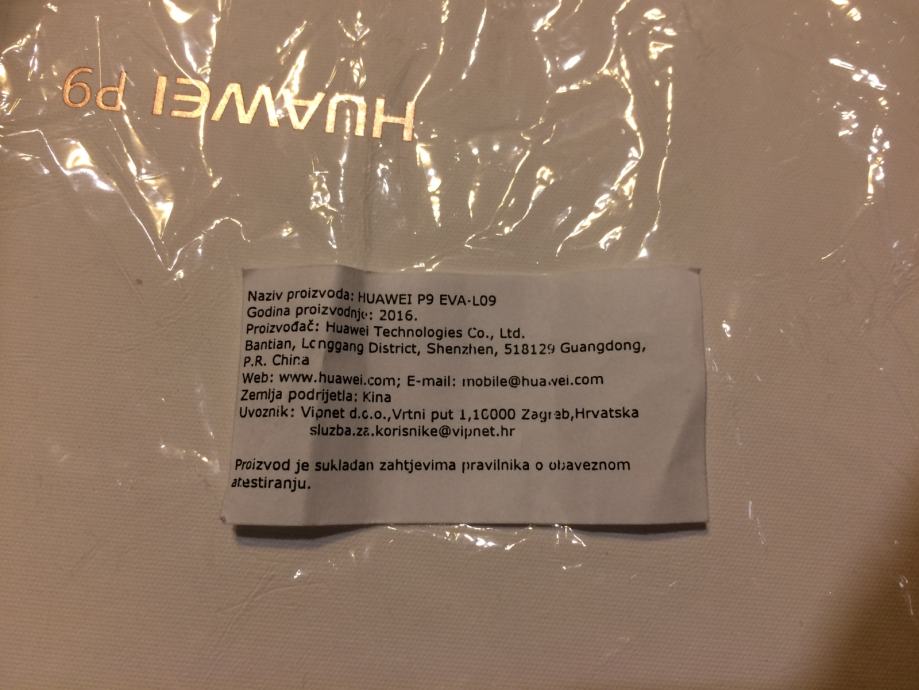 HUAWEI P9
Naziv proizvoda: HUAWEI P9 EVA-L09
Godina proizvodnje: 2016.
Proizvođač: Huawei Technologies Co., Ltd.
Bantian, Longgang District, Shenzhen, 518129 Guangdong,
P.R. China
Web: www.huawei.com; E-mail: mobile@huawei.com
Zemlja podrijetla: Kina
Uvoznik: Vipnet d.o.o.,Vrtni put 1,10000 Zagreb,Hrvatska
sluzba.za.korisnike@vipnet.hr
Proizvod je sukladan zahtjevima pravilnika o obaveznom
atestiranju.